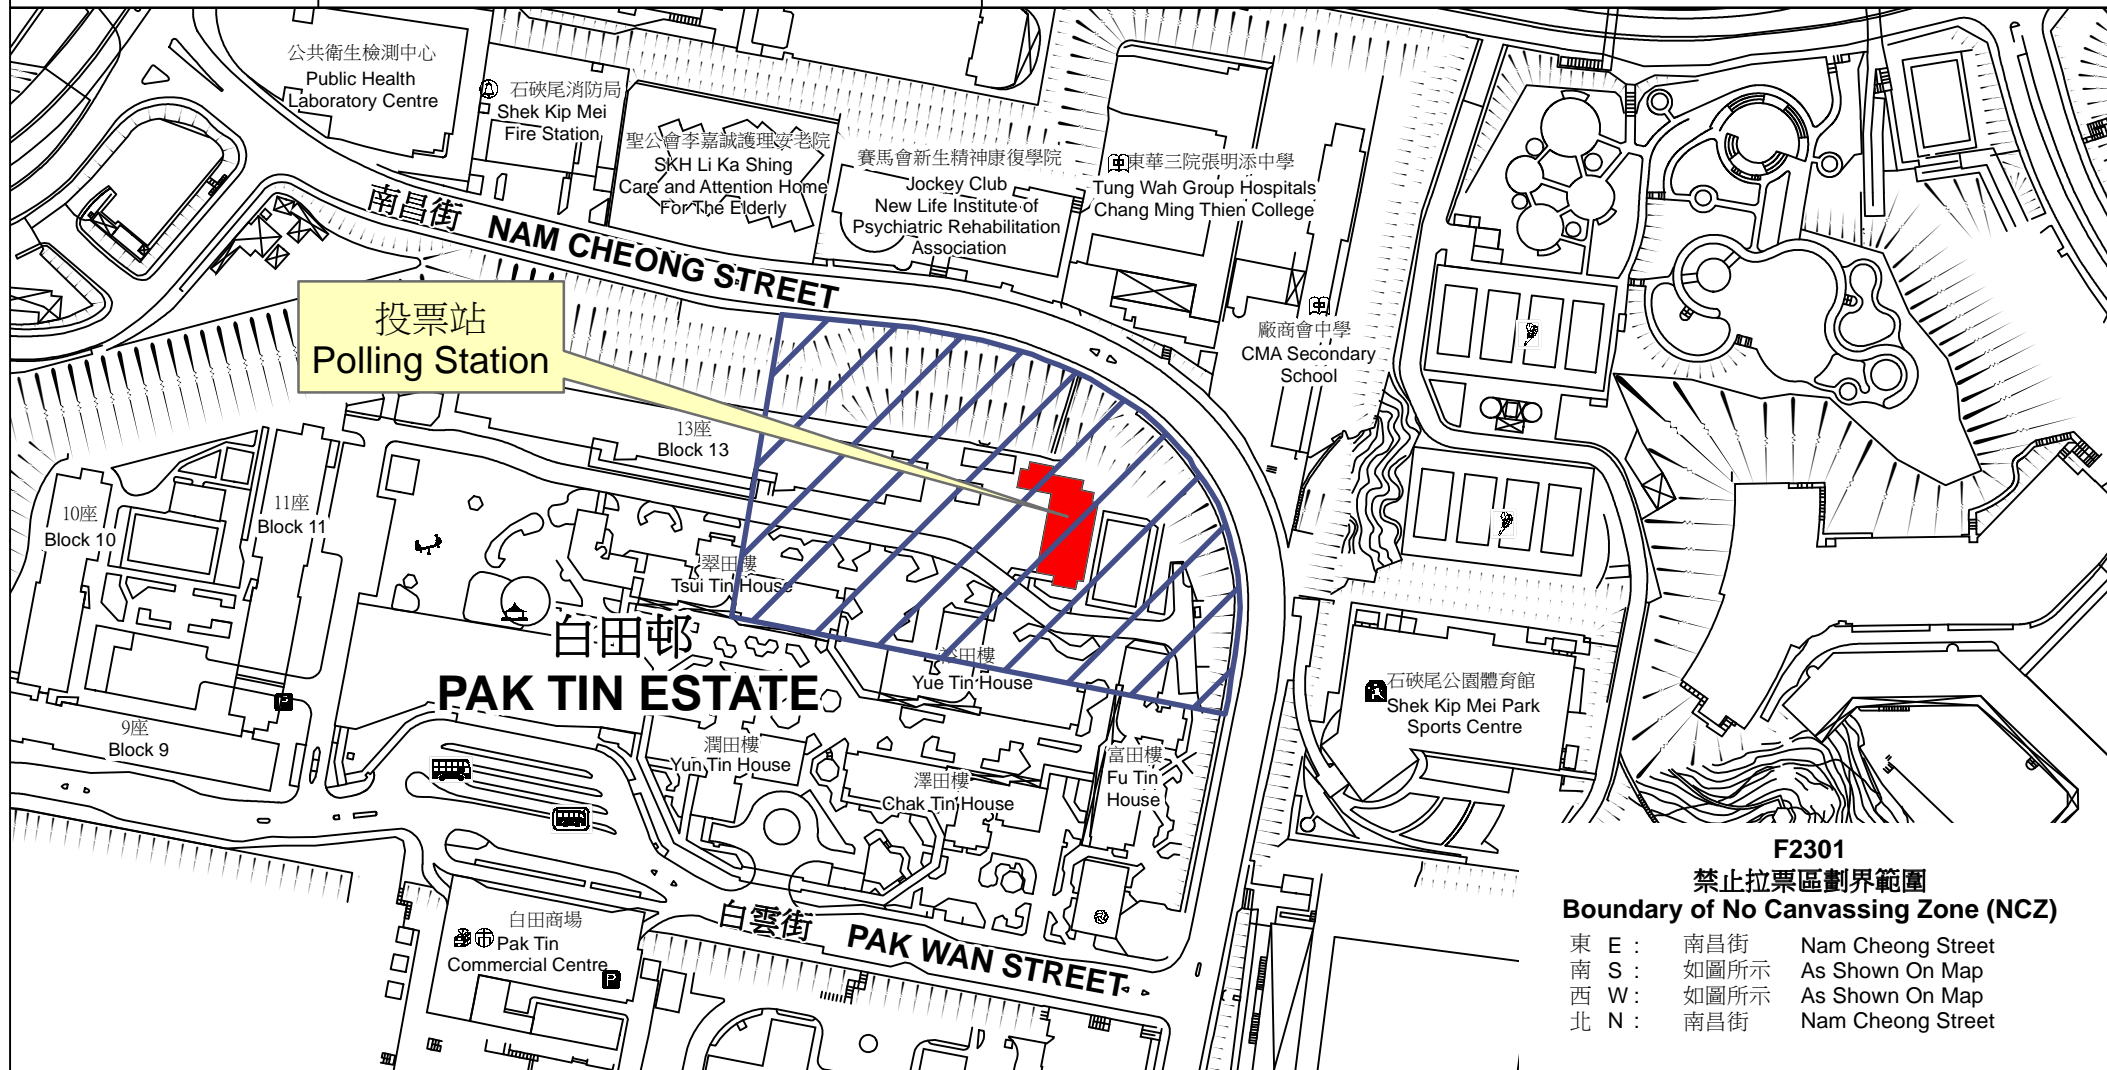 公共衞生檢測中心
Public Health
Laboratory Centre
石硤尾消防局
Shek Kip Mei
Fire Station
聖公會李嘉誠護理安老院
SKH Li Ka Shing
Care and Attention Home
For The Elderly
賽馬會新生精神康復學院
Jockey Club
New Life Institute of
Psychiatric Rehabilitation
Association
東華三院張明添中學
Tung Wah Group Hospitals
Chang Ming Thien College
南昌街 NAM CHEONG STREET
投票站
Polling Station
廠商會中學
CMA Secondary
School
13座
Block 13
10座
Block 10
11座
Block 11
翠田樓
Tsui Tin House
白田邨
PAK TIN ESTATE
裕田樓
Yue Tin House
石硤尾公園體育館
Shek Kip Mei Park
Sports Centre
9座
Block 9
潤田樓
Yun Tin House
澤田樓
Chak Tin House
富田樓
Fu Tin
House
白田商場
Pak Tin
Commercial Centre
白雲街 PAK WAN STREET
F2301
禁止拉票區劃界範圍
Boundary of No Canvassing Zone (NCZ)
東 E : 南昌街 Nam Cheong Street
南 S : 如圖所示 As Shown On Map
西 W : 如圖所示 As Shown On Map
北 N : 南昌街 Nam Cheong Street